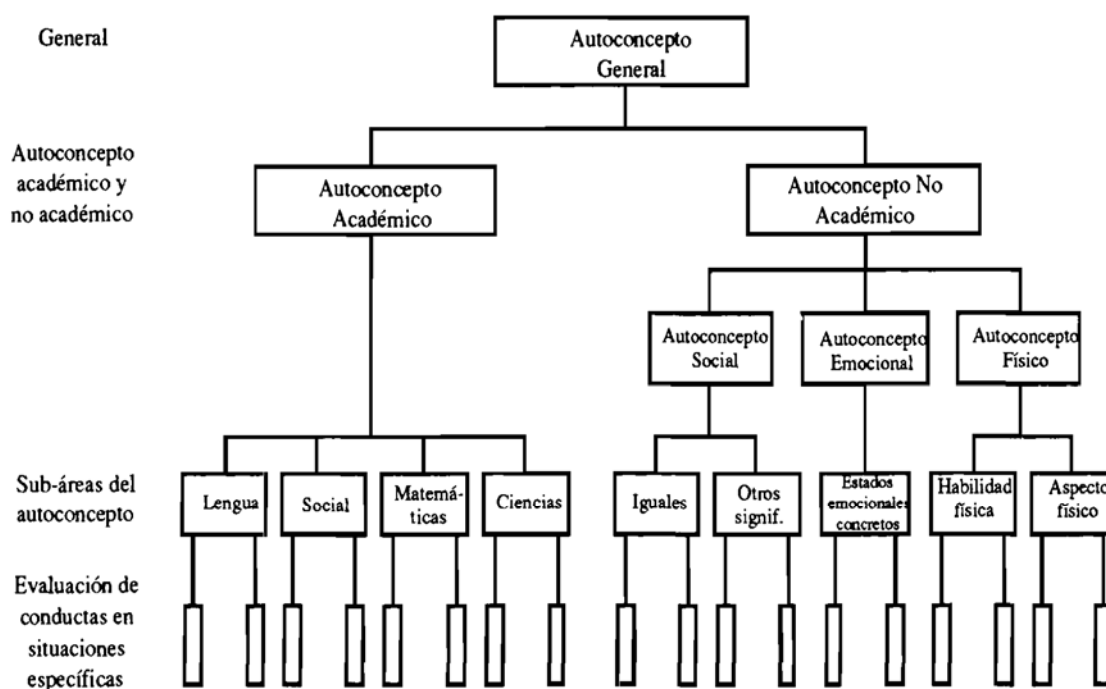 General
Autoconcepto
General
Autoconcepto
académico y
no académico
Autoconcepto
Académico
Autoconcepto No
Académico
Autoconcepto
Social
Autoconcepto
Emocional
Autoconcepto
Físico
Sub-áreas del
autoconcepto
Lengua
Social
Matemá-
ticas
Ciencias
Iguales
Otros
signif.
Estados
emocionales
concretos
Habilidad
física
Aspecto
físico
Evaluación de
conductas en
situaciones
específicas